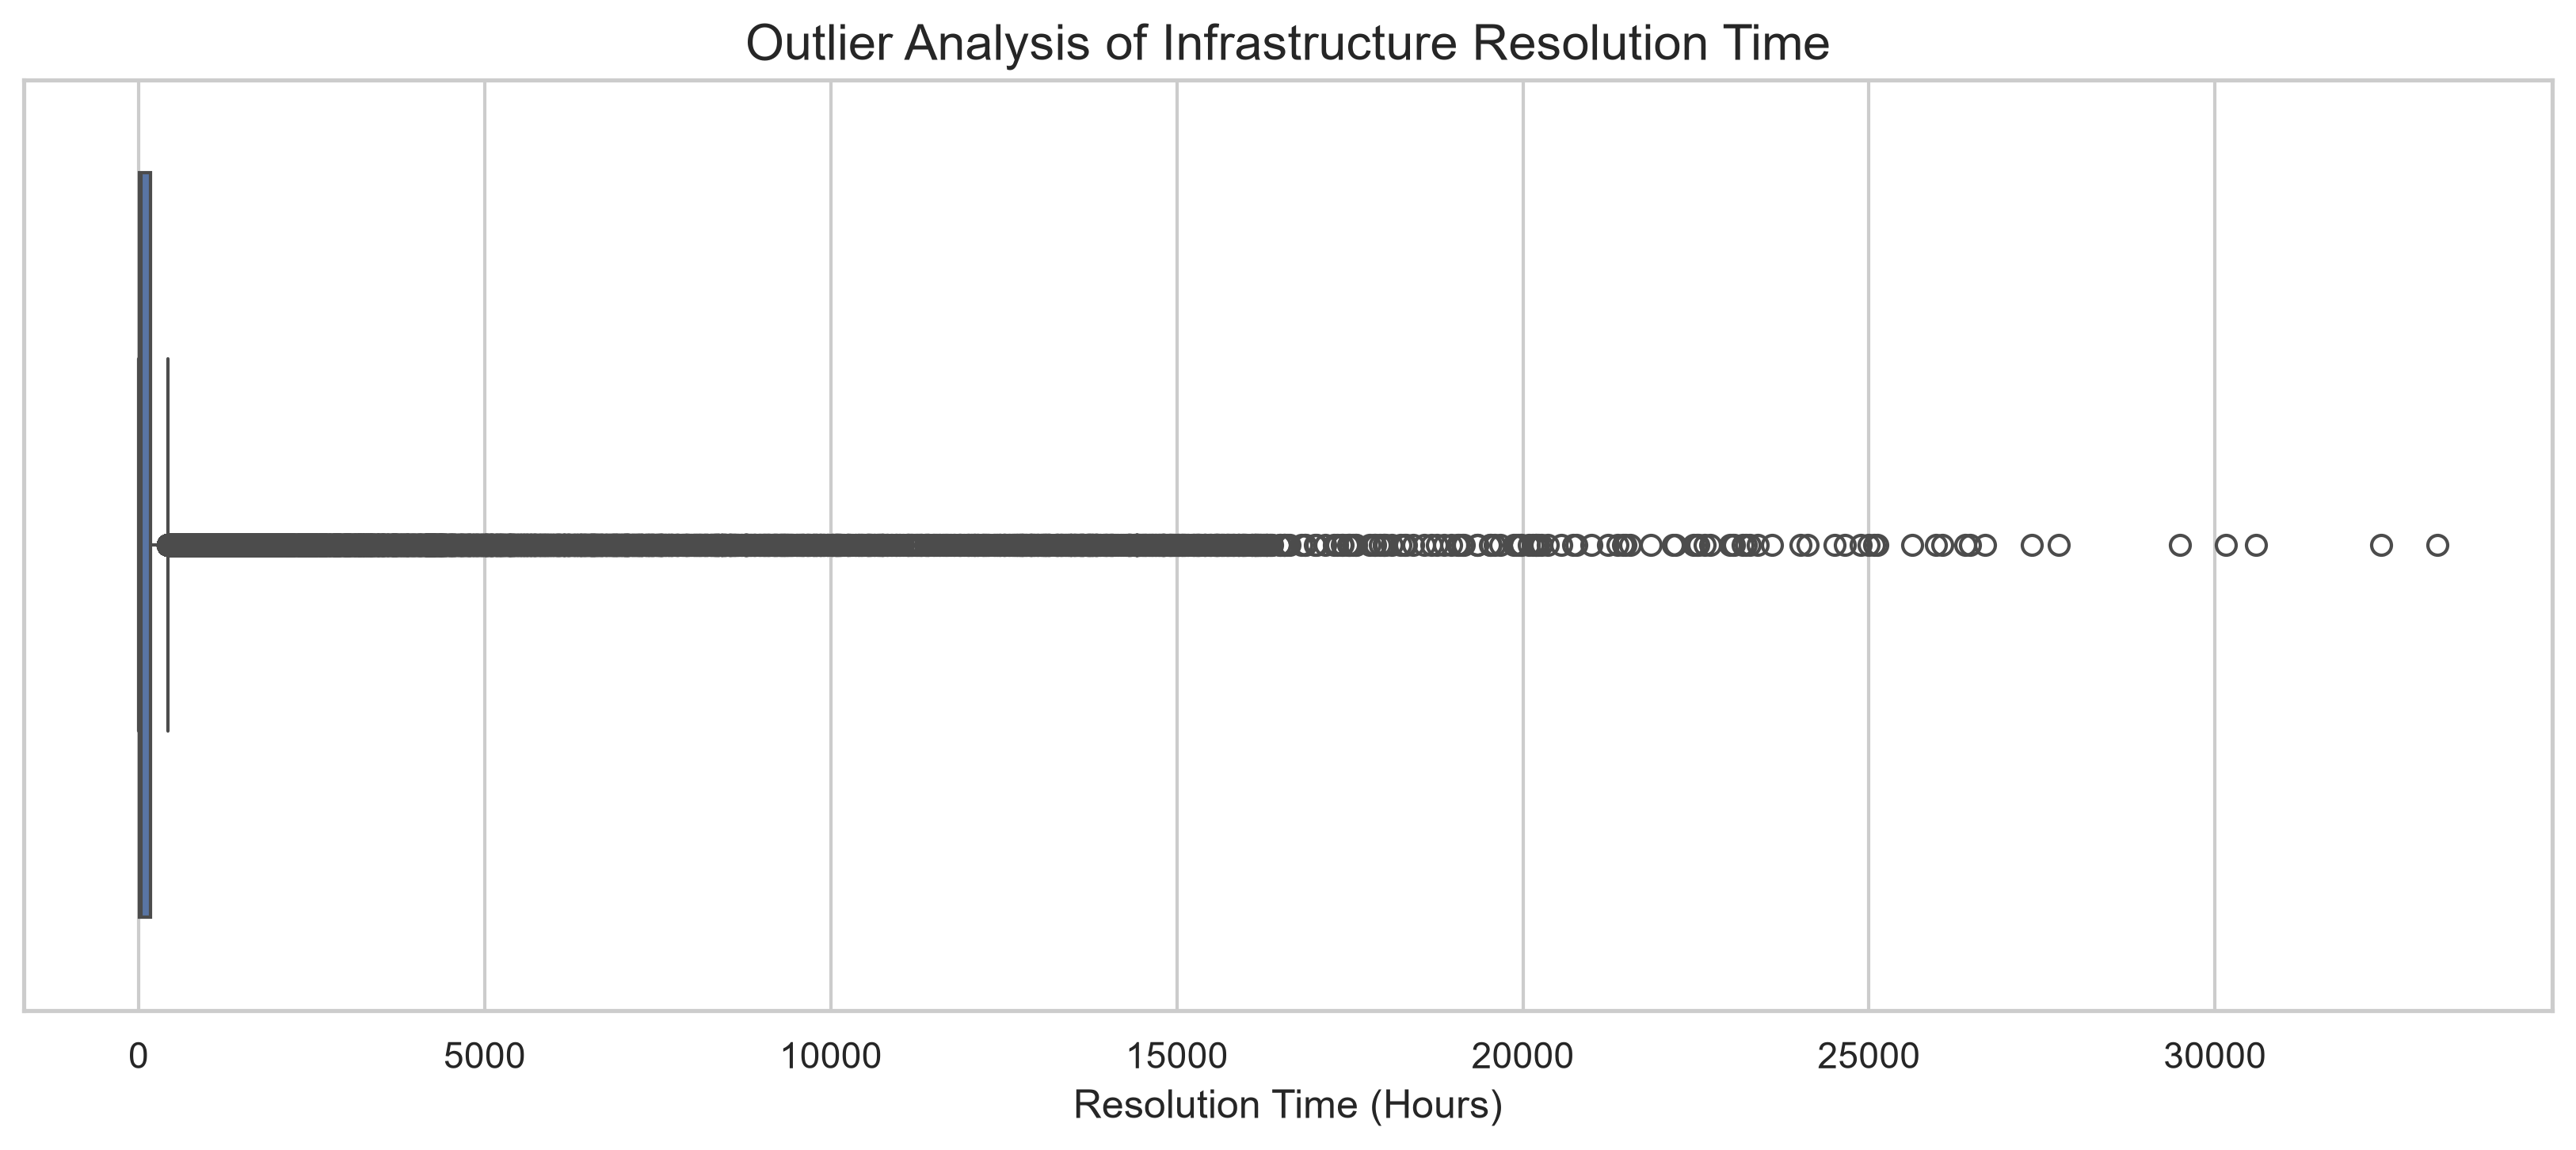 Outlier Analysis of Infrastructure Resolution Time
0 5000 10000 15000 20000 25000 30000
Resolution Time (Hours)